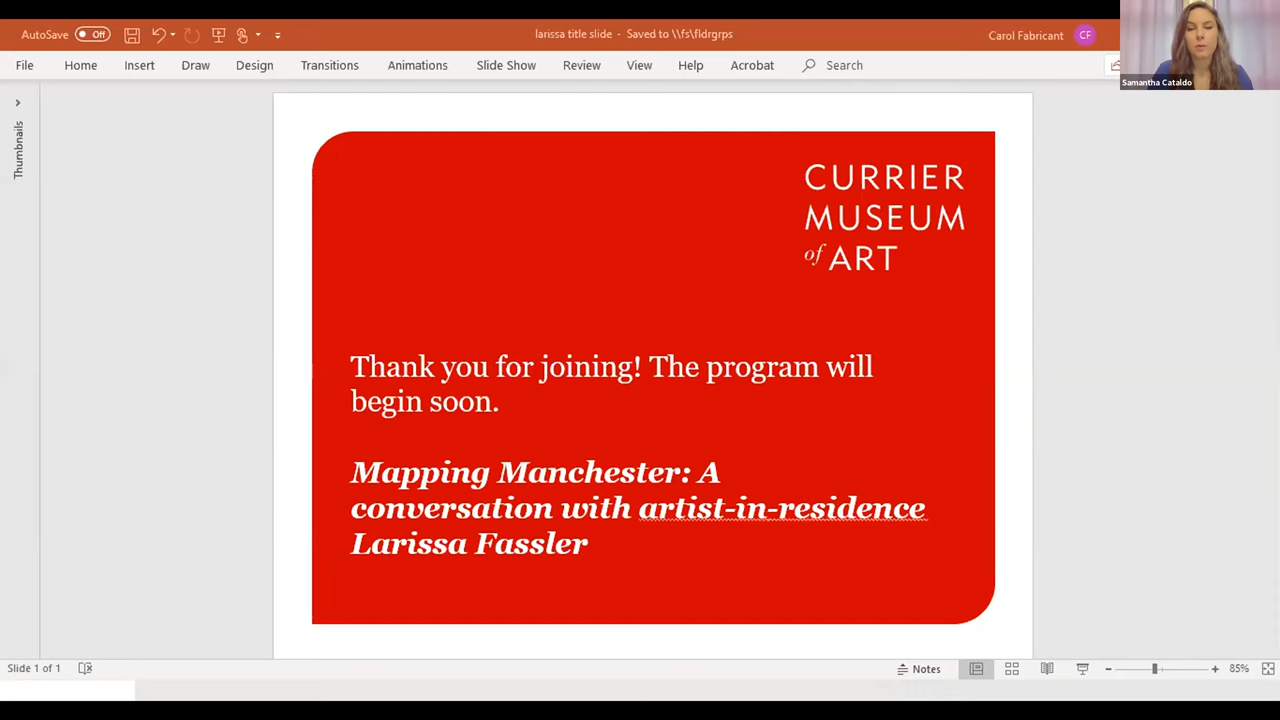 AutoSave Off
larissa title slide - Saved to \\fs\fldrgrps
Carol Fabricant CF
File Home Insert Draw Design Transitions Animations Slide Show Review View Help Acrobat Search
Samantha Cataldo
Thumbnails
CURRIER
MUSEUM
of ART
Thank you for joining! The program will
begin soon.
Mapping Manchester: A
conversation with artist-in-residence
Larissa Fassler
Slide 1 of 1
Notes
85%